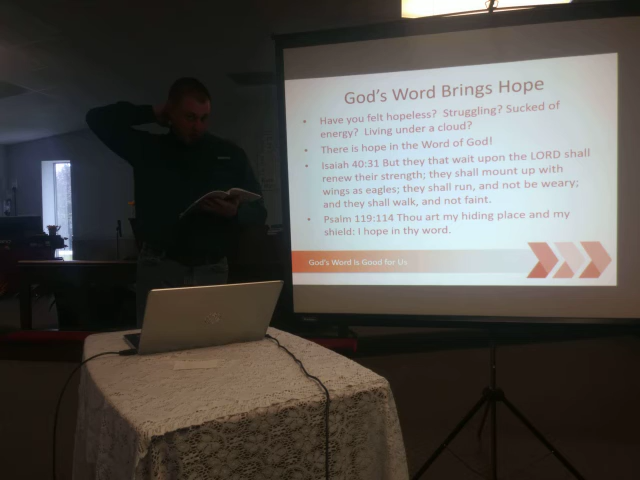 God's Word Brings Hope
• Have you felt hopeless? Struggling? Sucked of
energy? Living under a cloud?
• There is hope in the Word of God!
• Isaiah 40:31 But they that wait upon the LORD shall
renew their strength; they shall mount up with
wings as eagles; they shall run, and not be weary;
and they shall walk, and not faint.
• Psalm 119:114 Thou art my hiding place and my
shield: I hope in thy word.
God's Word Is Good for Us